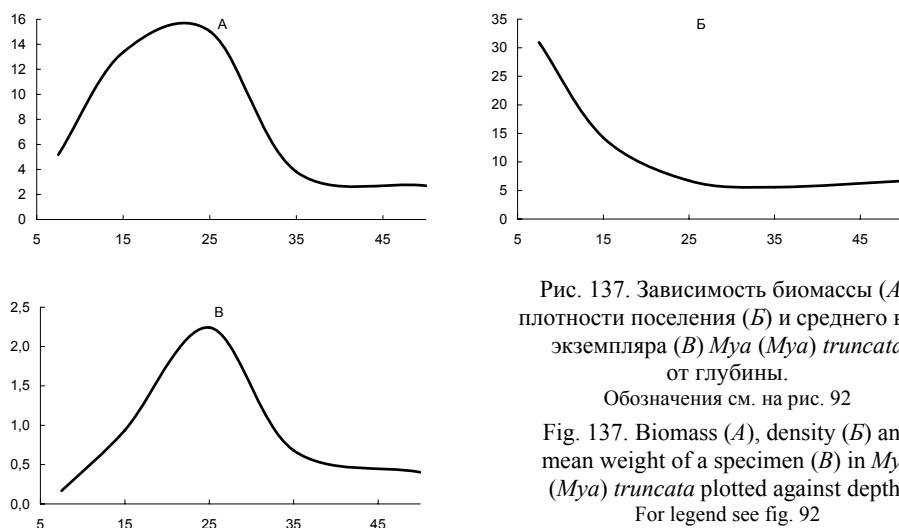 А
16
14
12
10
8
6
4
2
0
5 15 25 35 45
Б
35
30
25
20
15
10
5
0
5 15 25 35 45
В
2,5
2,0
1,5
1,0
0,5
0,0
5 15 25 35 45
Рис. 137. Зависимость биомассы (А
плотности поселения (Б) и среднего в
экземпляра (В) Mya (Mya) truncata
от глубины.
Обозначения см. на рис. 92
Fig. 137. Biomass (А), density (Б) an
mean weight of a specimen (В) in My
(Mya) truncata plotted against depth
For legend see fig. 92